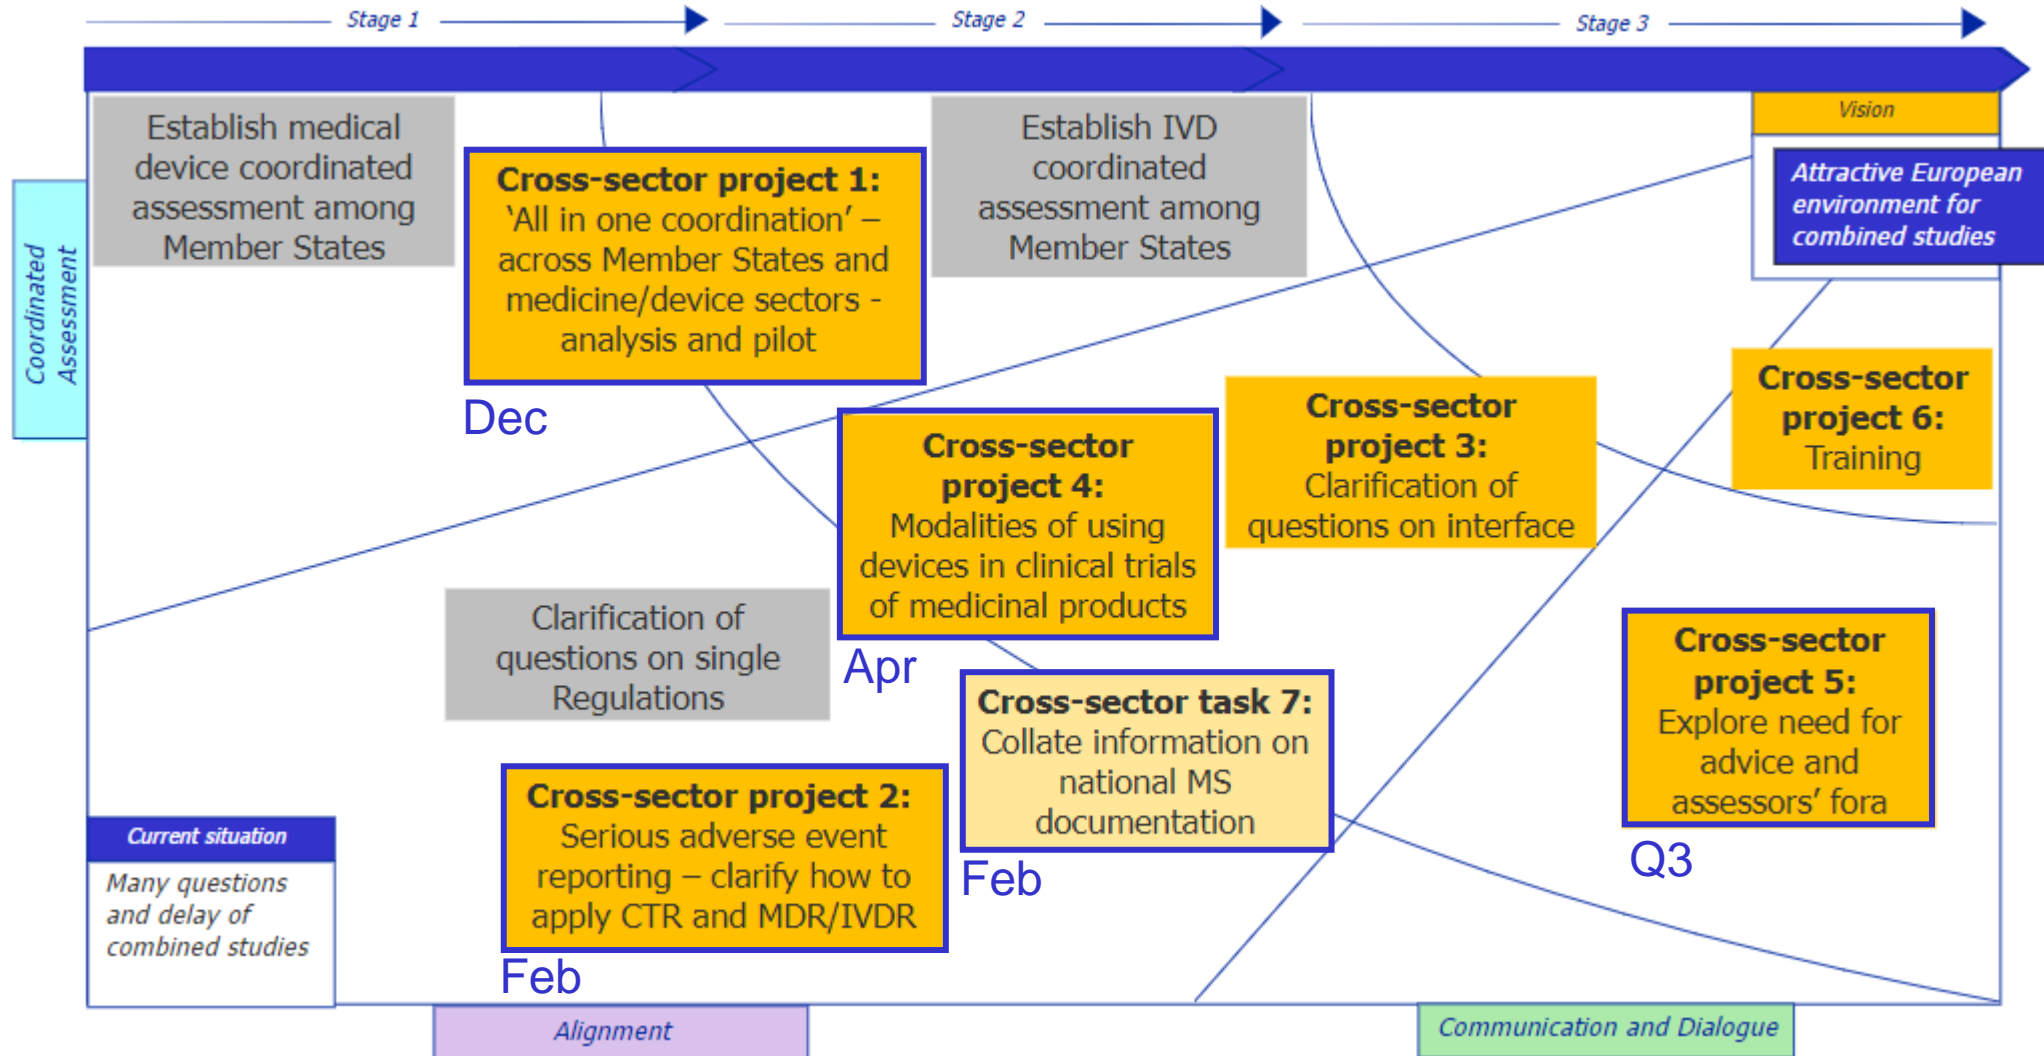 Stage 1
Stage 2
Stage 3
Establish medical
device coordinated
assessment among
Member States
Cross-sector project 1:
‘All in one coordination’ –
across Member States and
medicine/device sectors -
analysis and pilot
Dec
Establish IVD
coordinated
assessment among
Member States
Vision
Attractive European
environment for
combined studies
Coordinated
Assessment
Cross-sector
project 4:
Modalities of using
devices in clinical trials
of medicinal products
Apr
Cross-sector
project 3:
Clarification of
questions on interface
Cross-sector
project 6:
Training
Clarification of
questions on single
Regulations
Cross-sector task 7:
Collate information on
national MS
documentation
Feb
Cross-sector
project 5:
Explore need for
advice and
assessors’ fora
Q3
Cross-sector project 2:
Serious adverse event
reporting – clarify how to
apply CTR and MDR/IVDR
Feb
Current situation
Many questions
and delay of
combined studies
Alignment
Communication and Dialogue